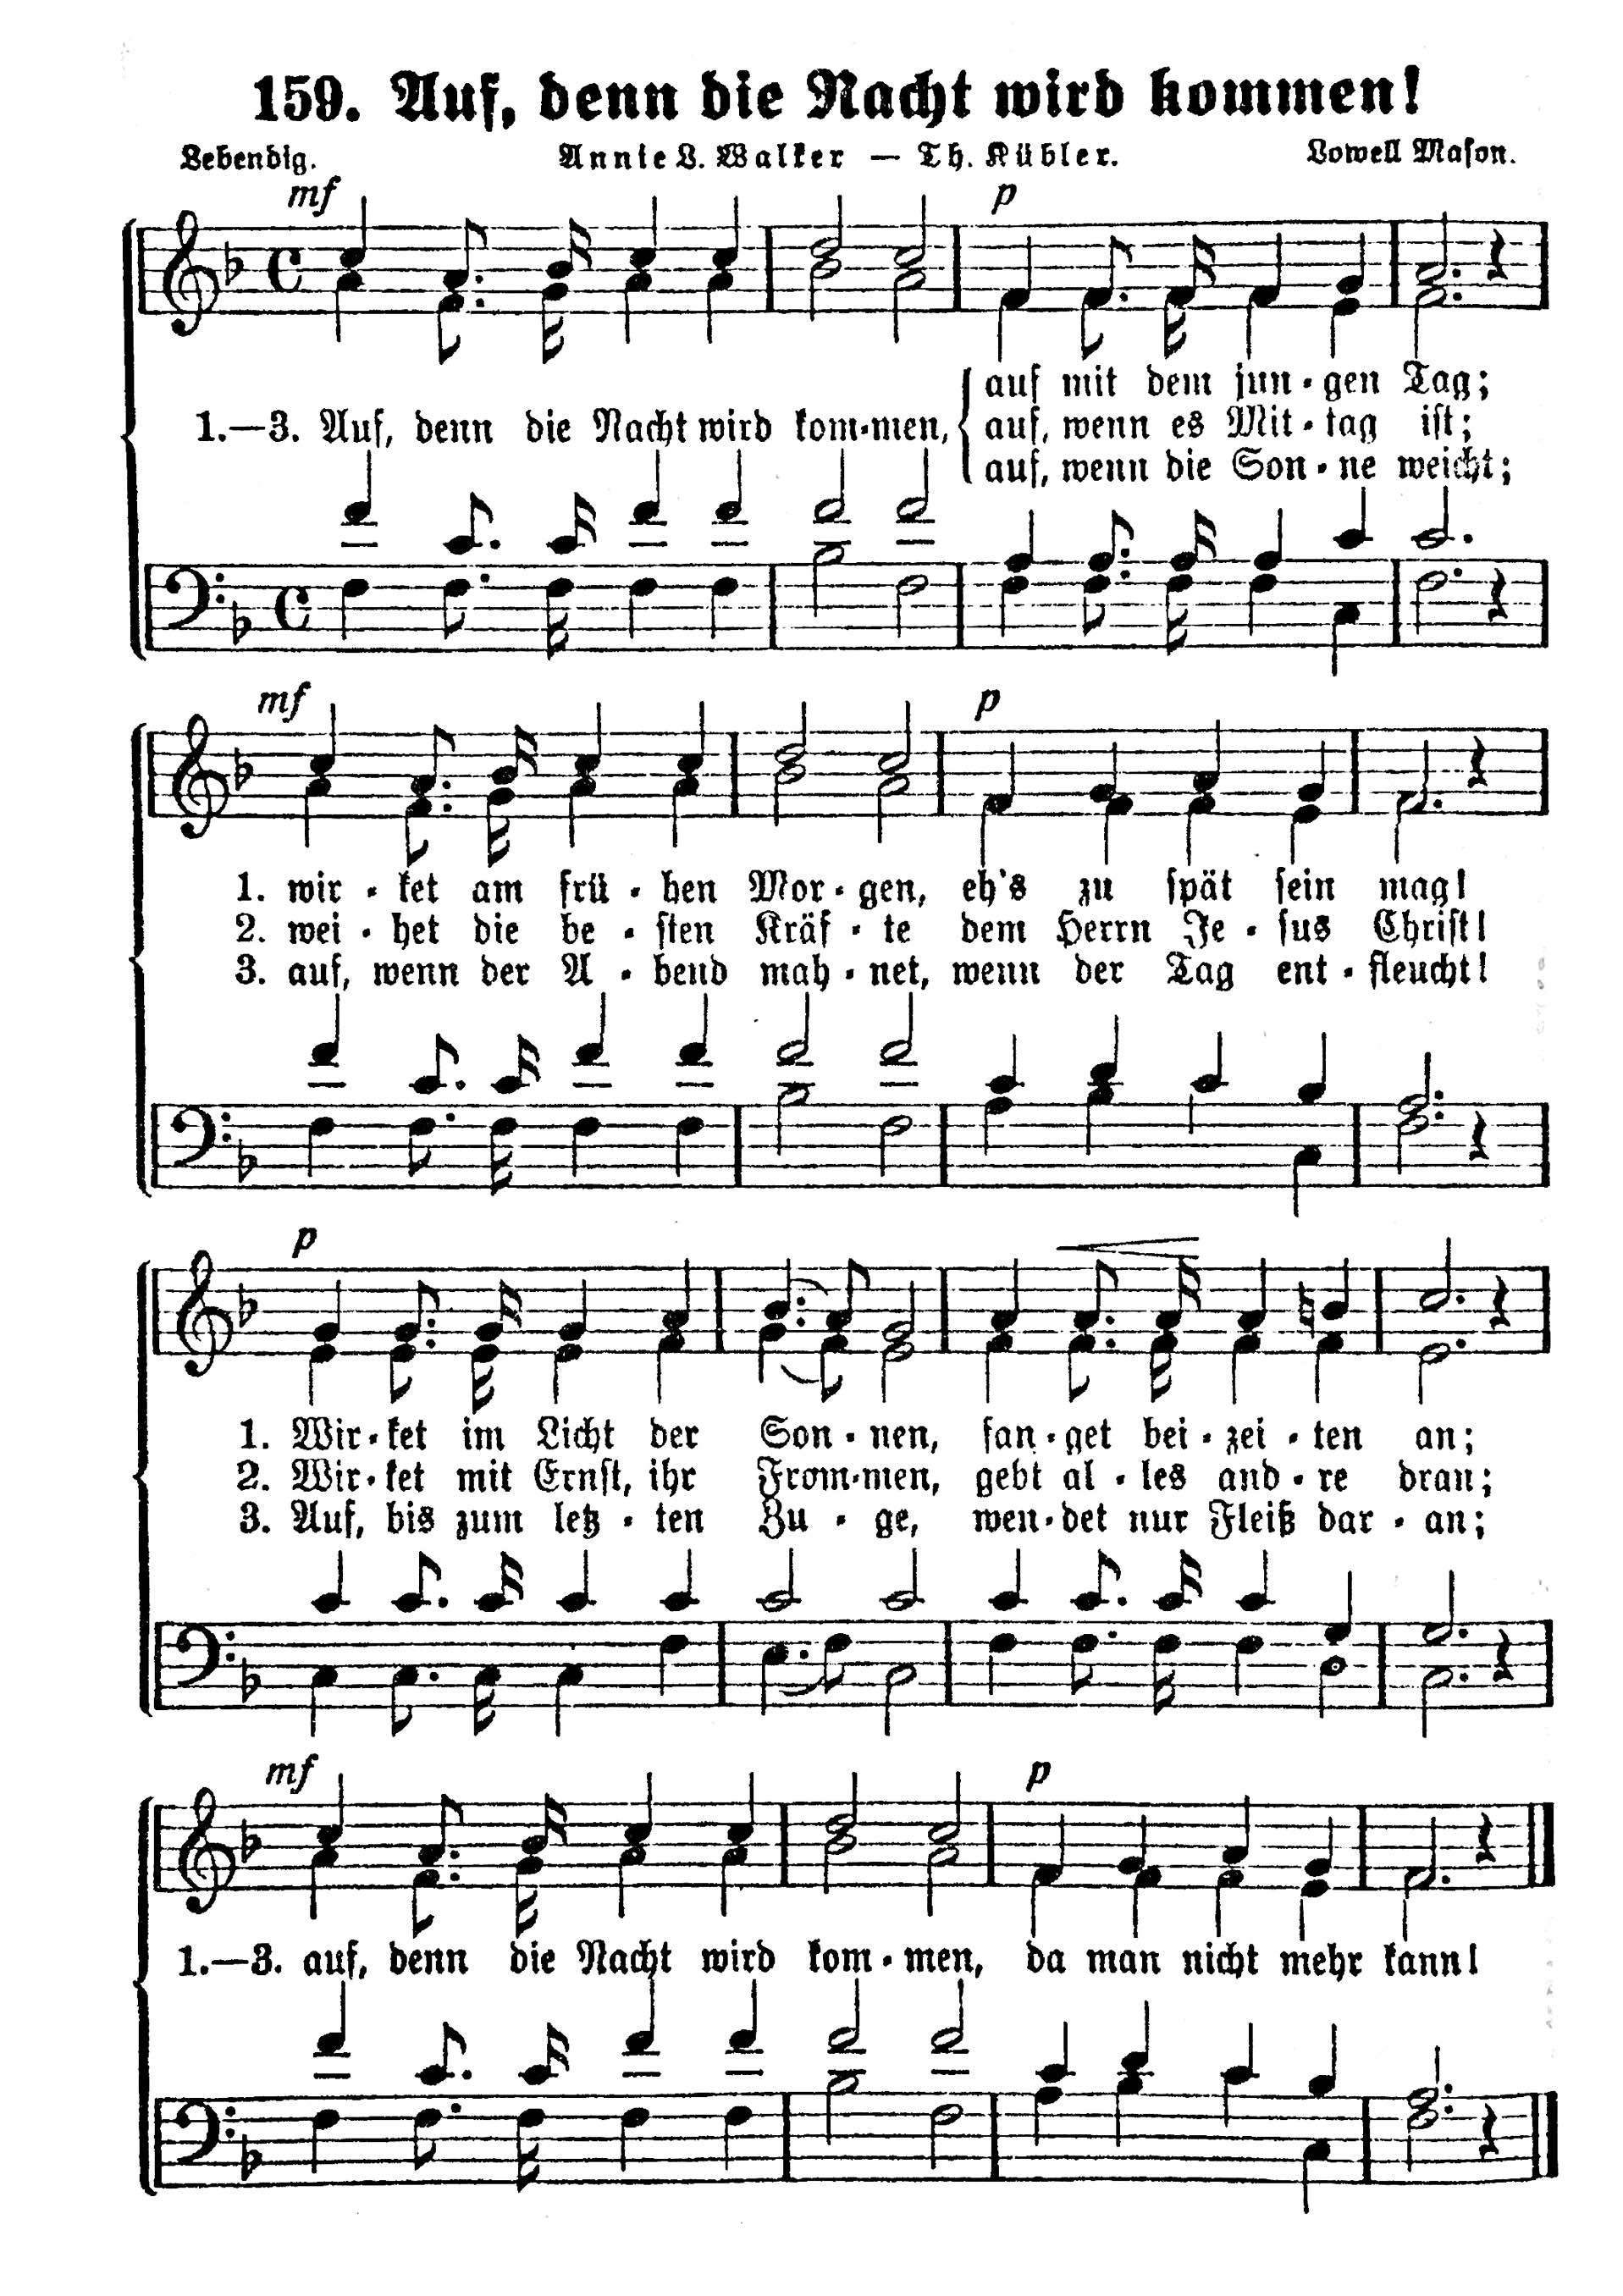 159. Auf, denn die Nacht wird kommen!
Lebendig. Annie L. Walker — Th. Kübler. Lowell Mason.
mf p
auf mit dem jun-gen Tag;
1.—3. Auf, denn die Nacht wird kom-men, auf, wenn es Mit-tag ist;
auf, wenn die Son-ne weicht;
mf p
1. wir-ket am frü-hen Mor-gen, eh's zu spät sein mag!
2. wei-het die be-sten Kräf-te dem Herrn Je-sus Christ!
3. auf, wenn der A-bend mah-net, wenn der Tag ent-fleucht!
p
1. Wir-ket im Licht der Son-nen, fan-get bei-zei-ten an;
2. Wir-ket mit Ernst, ihr From-men, gebt al-les and-re dran;
3. Auf, bis zum letz-ten Zu-ge, wen-det nur Fleiß dar-an;
mf p
1.—3. auf, denn die Nacht wird kom-men, da man nicht mehr kann!